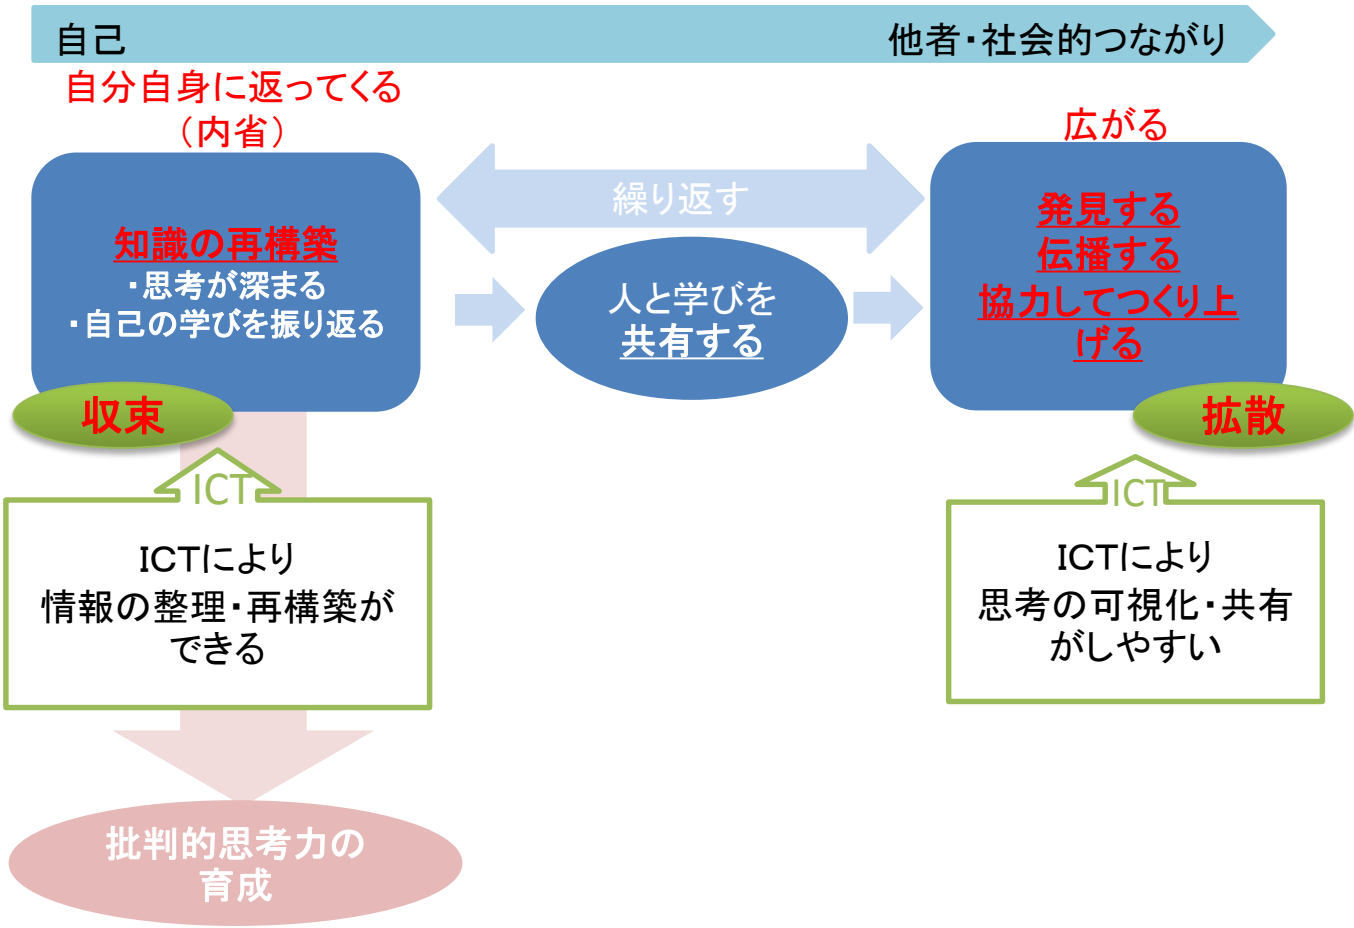 自己
他者・社会的つながり
自分自身に返ってくる
（内省）
広がる
繰り返す
知識の再構築
・思考が深まる
・自己の学びを振り返る
人と学びを
共有する
発見する
伝播する
協力してつくり上
げる
収束
拡散
ICT
ICTにより
情報の整理・再構築が
できる
ICT
ICTにより
思考の可視化・共有
がしやすい
批判的思考力の
育成